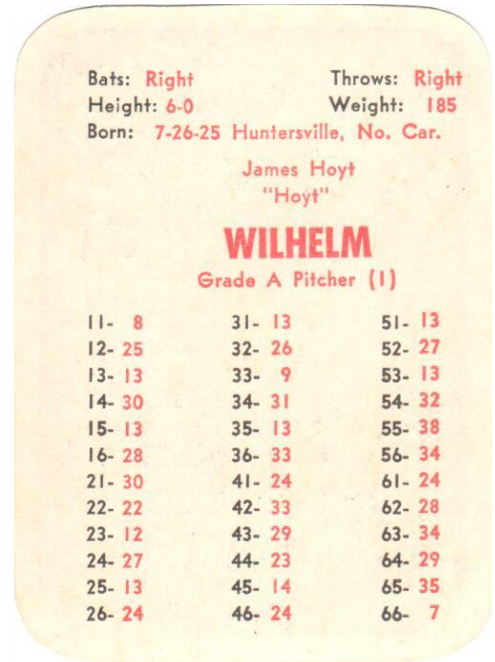 Bats: Right Throws: Right
Height: 6-0 Weight: 185
Born: 7-26-25 Huntersville, No. Car.
James Hoyt
"Hoyt"
WILHELM
Grade A Pitcher (1)
11- 8 31- 13 51- 13
12- 25 32- 26 52- 27
13- 13 33- 9 53- 13
14- 30 34- 31 54- 32
15- 13 35- 13 55- 38
16- 28 36- 33 56- 34
21- 30 41- 24 61- 24
22- 22 42- 33 62- 28
23- 12 43- 29 63- 34
24- 27 44- 23 64- 29
25- 13 45- 14 65- 35
26- 24 46- 24 66- 7